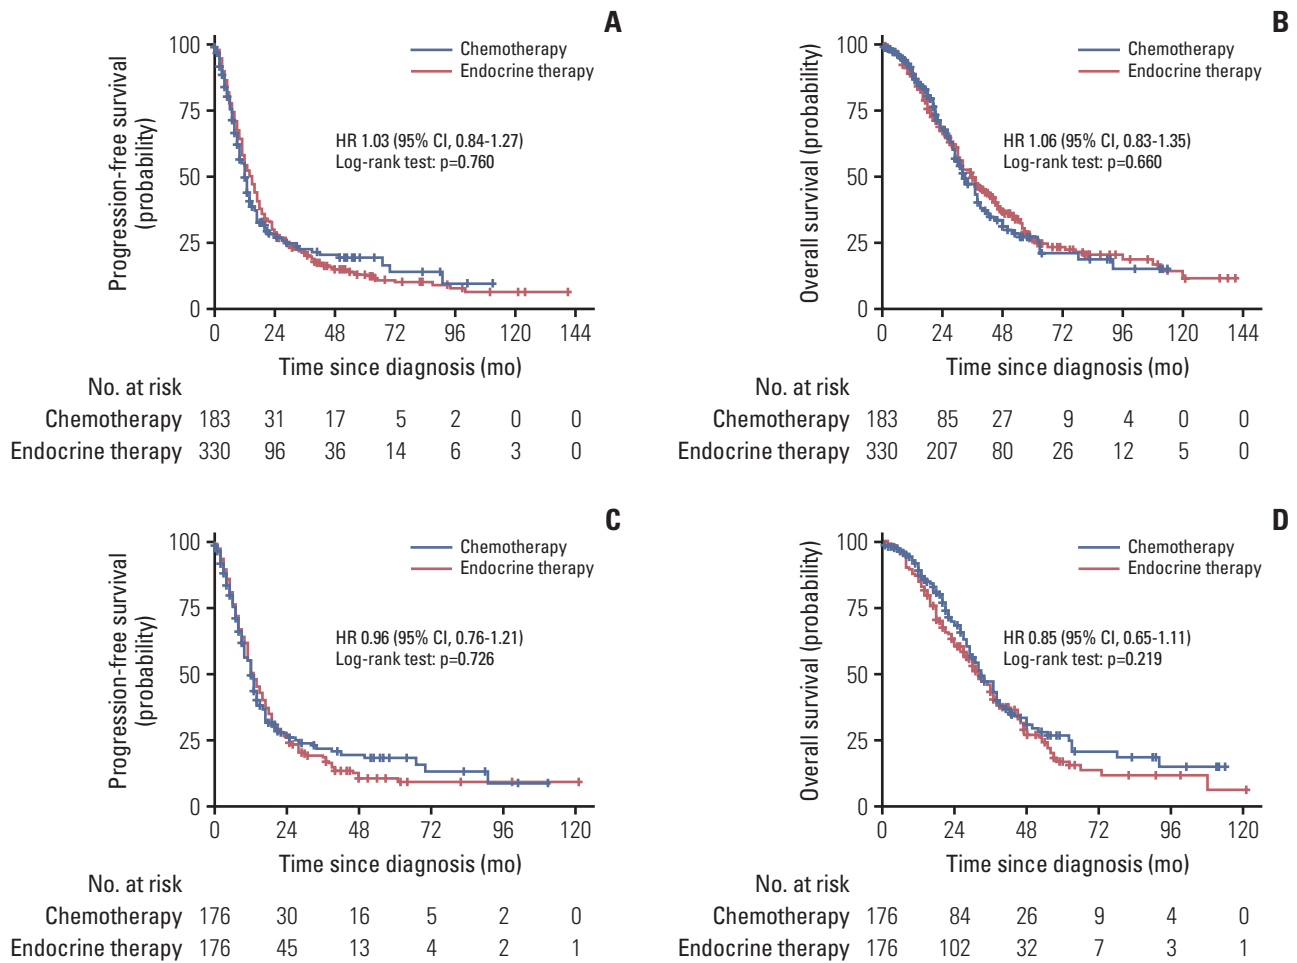 A
Progression-free survival
(probability)
100
75
50
25
0
Chemotherapy
Endocrine therapy
HR 1.03 (95% CI, 0.84-1.27)
Log-rank test: p=0.760
0 24 48 72 96 120 144
Time since diagnosis (mo)
No. at risk
Chemotherapy 183 31 17 5 2 0 0
Endocrine therapy 330 96 36 14 6 3 0
B
Overall survival (probability)
100
75
50
25
0
Chemotherapy
Endocrine therapy
HR 1.06 (95% CI, 0.83-1.35)
Log-rank test: p=0.660
0 24 48 72 96 120 144
Time since diagnosis (mo)
No. at risk
Chemotherapy 183 85 27 9 4 0 0
Endocrine therapy 330 207 80 26 12 5 0
C
Progression-free survival
(probability)
100
75
50
25
0
Chemotherapy
Endocrine therapy
HR 0.96 (95% CI, 0.76-1.21)
Log-rank test: p=0.726
0 24 48 72 96 120
Time since diagnosis (mo)
No. at risk
Chemotherapy 176 30 16 5 2 0
Endocrine therapy 176 45 13 4 2 1
D
Overall survival (probability)
100
75
50
25
0
Chemotherapy
Endocrine therapy
HR 0.85 (95% CI, 0.65-1.11)
Log-rank test: p=0.219
0 24 48 72 96 120
Time since diagnosis (mo)
No. at risk
Chemotherapy 176 84 26 9 4 0
Endocrine therapy 176 102 32 7 3 1